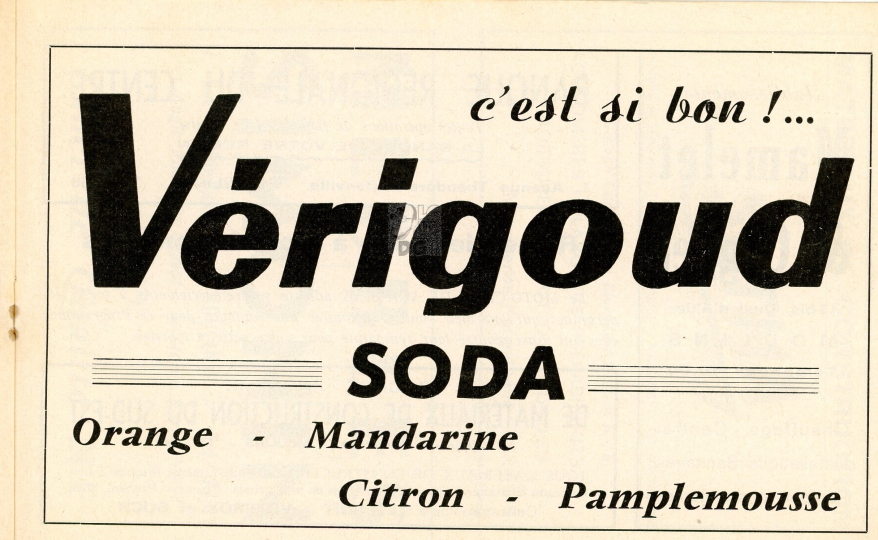 c'est si bon !...
Vérigoud
SODA
Orange - Mandarine
Citron - Pamplemousse